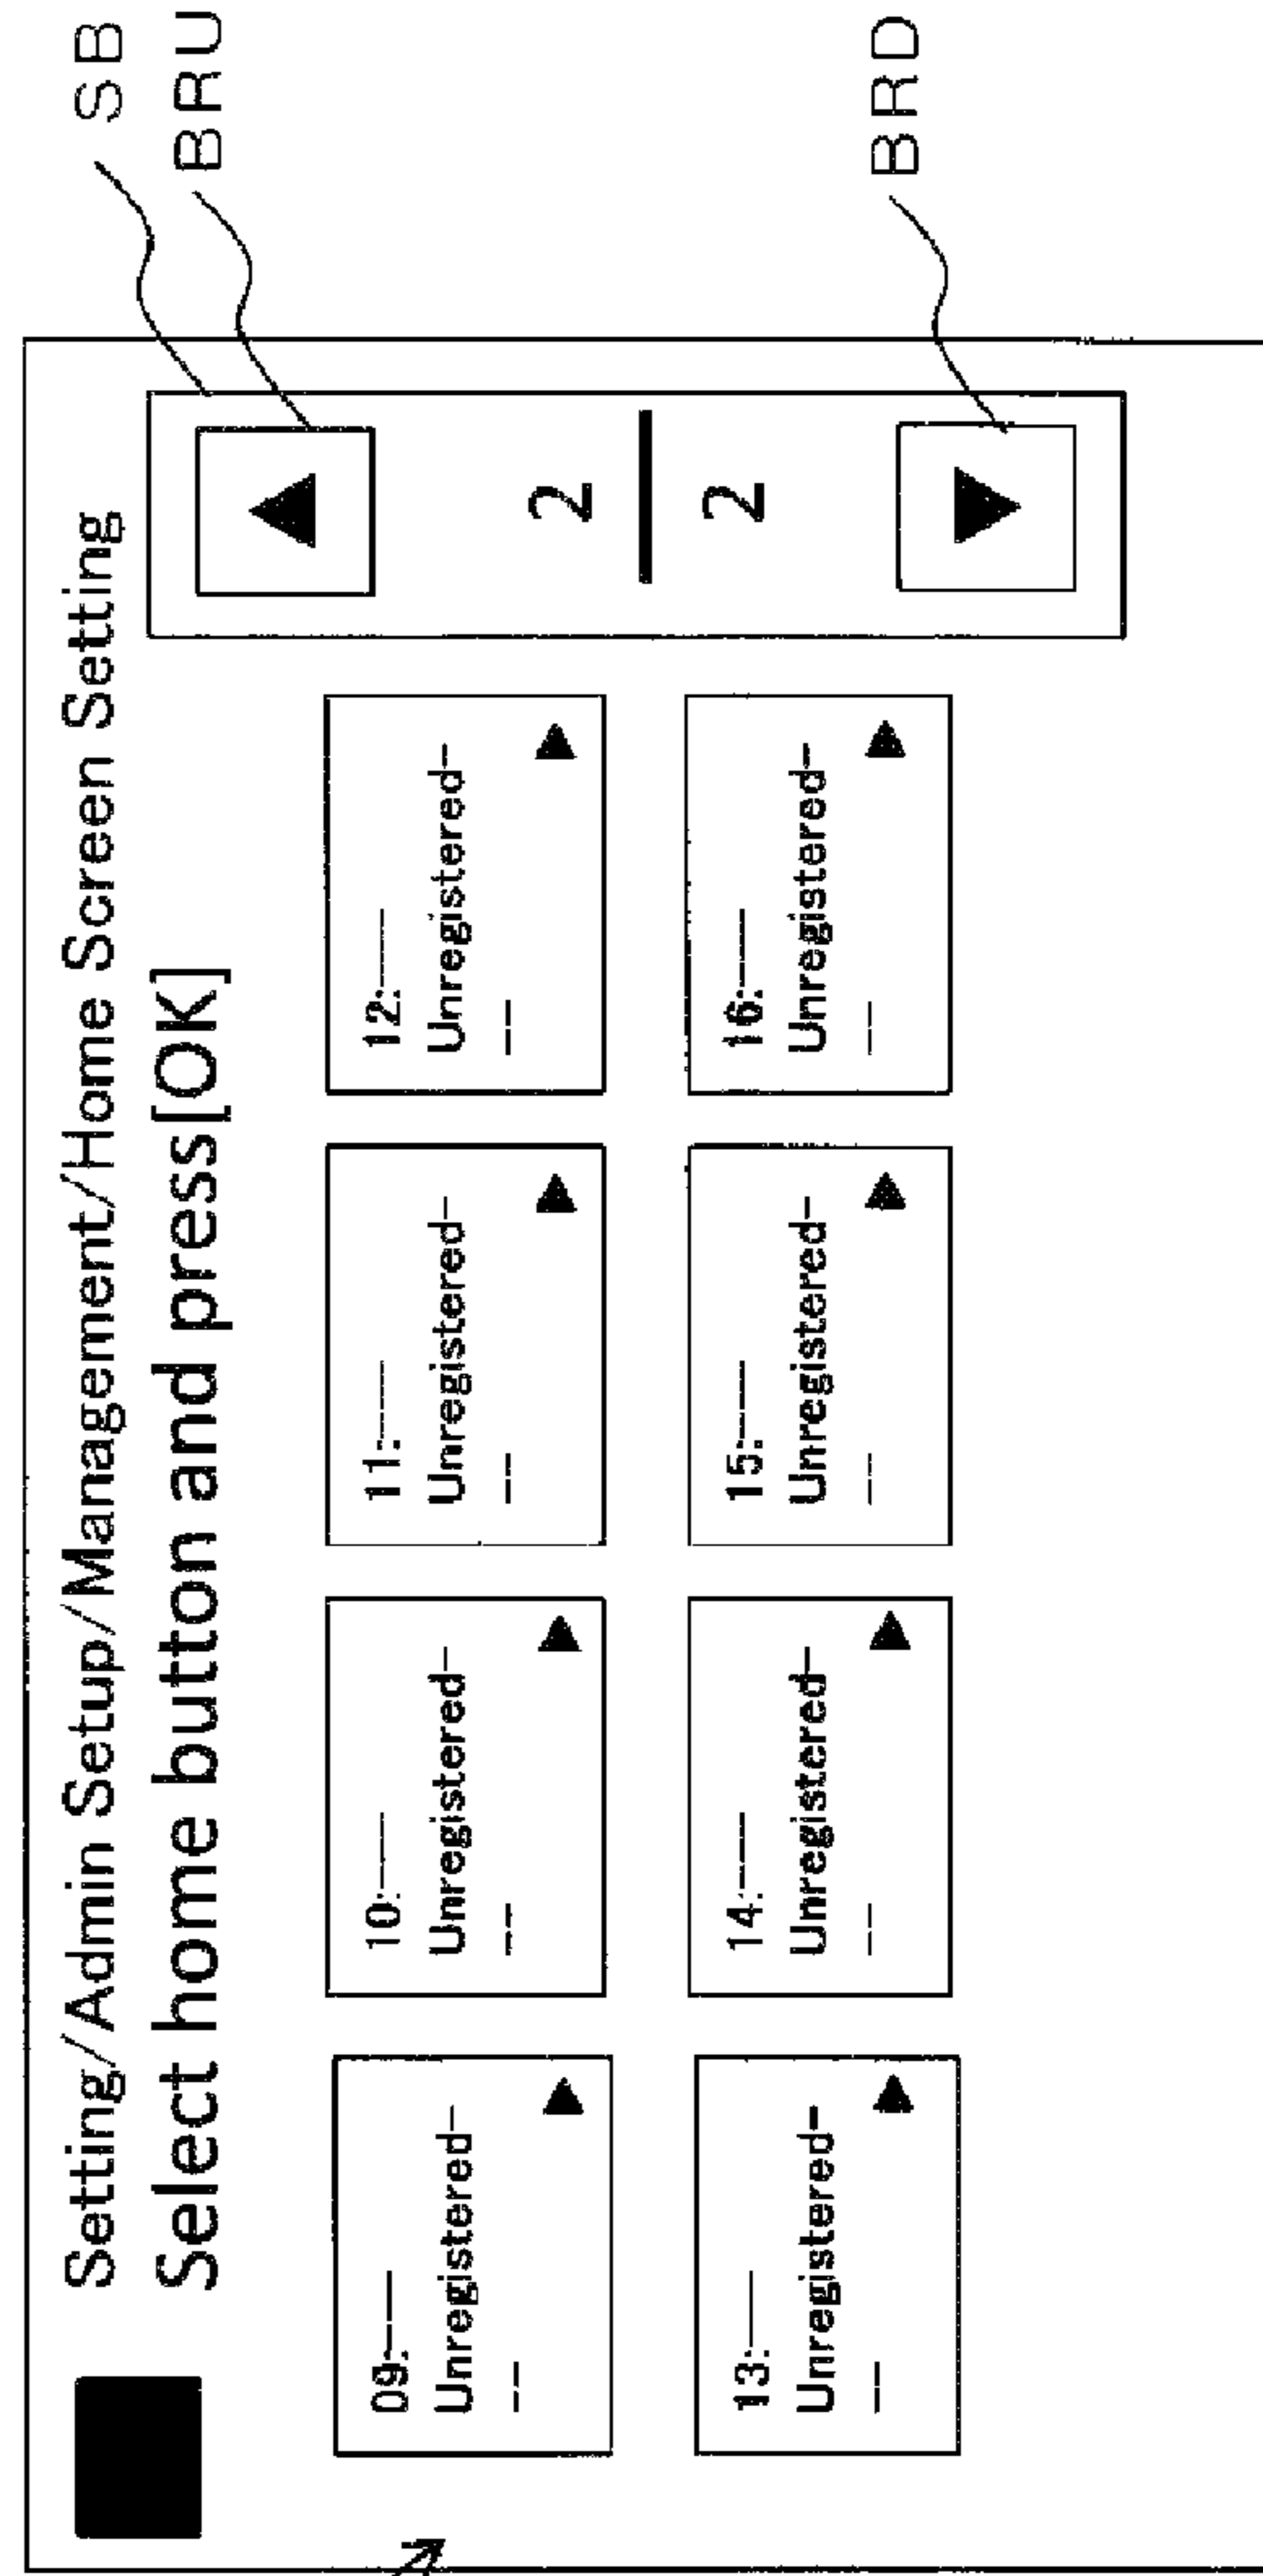 Setting/Admin Setup/Management/Home Screen Setting
Select home button and press[OK]
09:——
Unregistered–
––
10:——
Unregistered–
––
11:——
Unregistered–
––
12:——
Unregistered–
––
13:——
Unregistered–
––
14:——
Unregistered–
––
15:——
Unregistered–
––
16:——
Unregistered–
––
2
2
SB
BRU
BRD